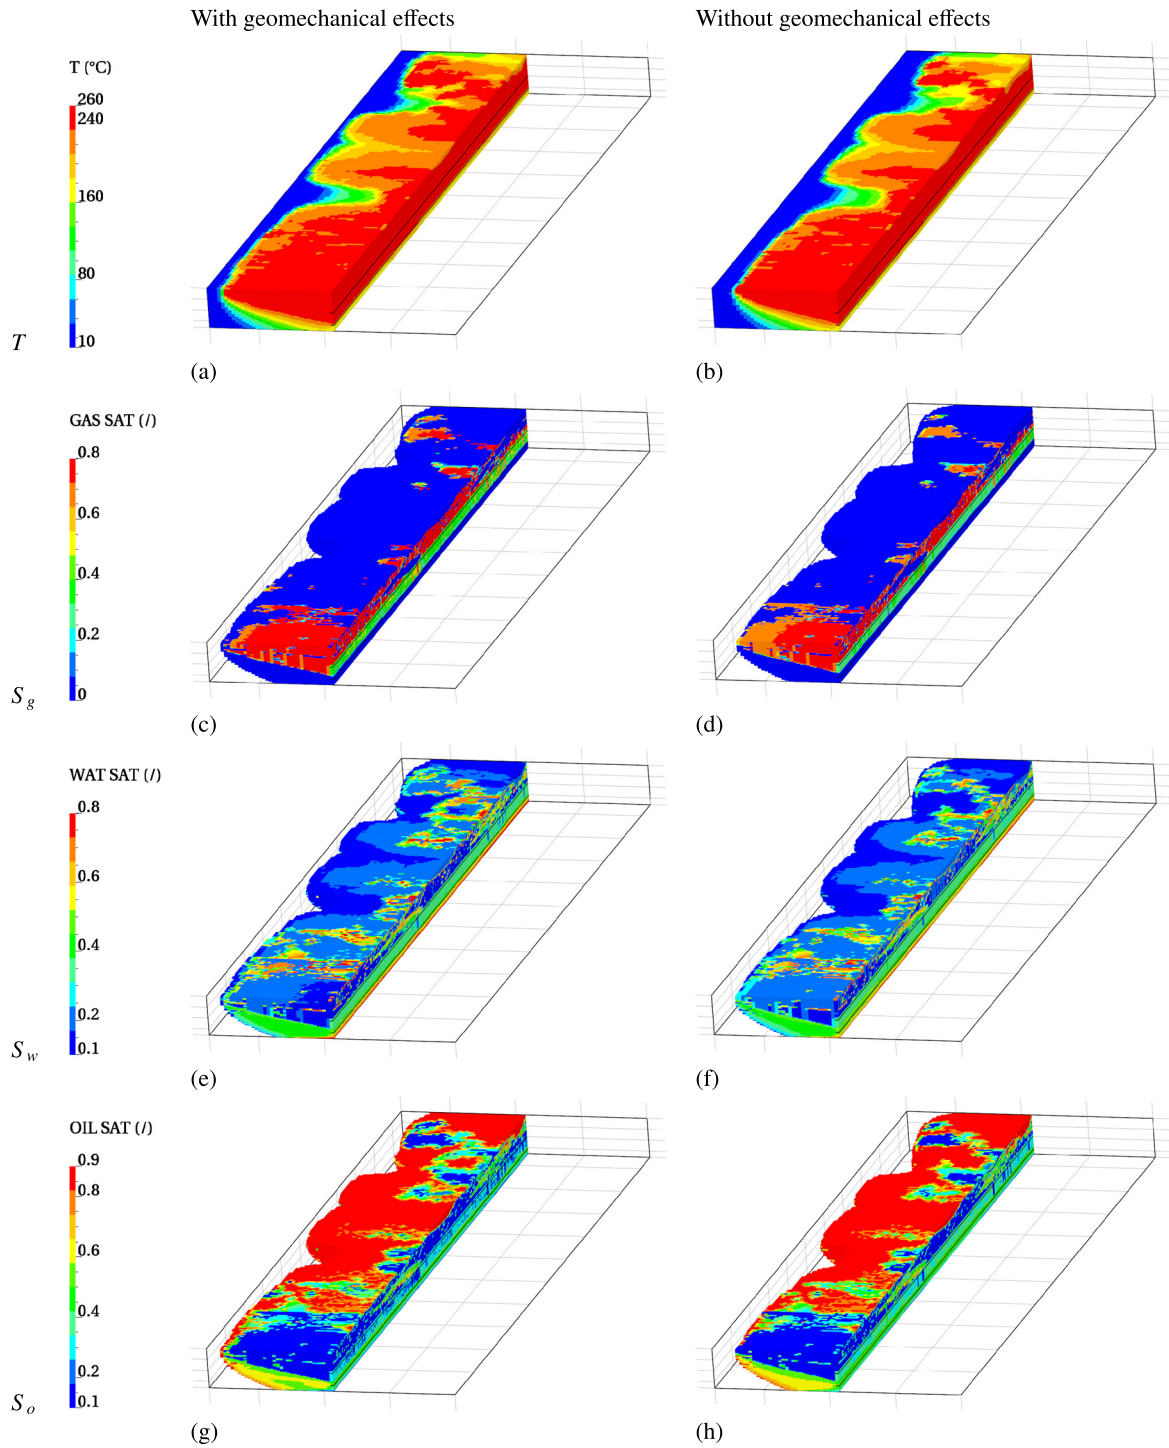 With geomechanical effects
Without geomechanical effects
T (°C)
260
240
160
80
10
T
(a)
(b)
GAS SAT (/)
0.8
0.6
0.4
0.2
0
S g
(c)
(d)
WAT SAT (/)
0.8
0.6
0.4
0.2
0.1
S w
(e)
(f)
OIL SAT (/)
0.9
0.8
0.6
0.4
0.2
0.1
S o
(g)
(h)